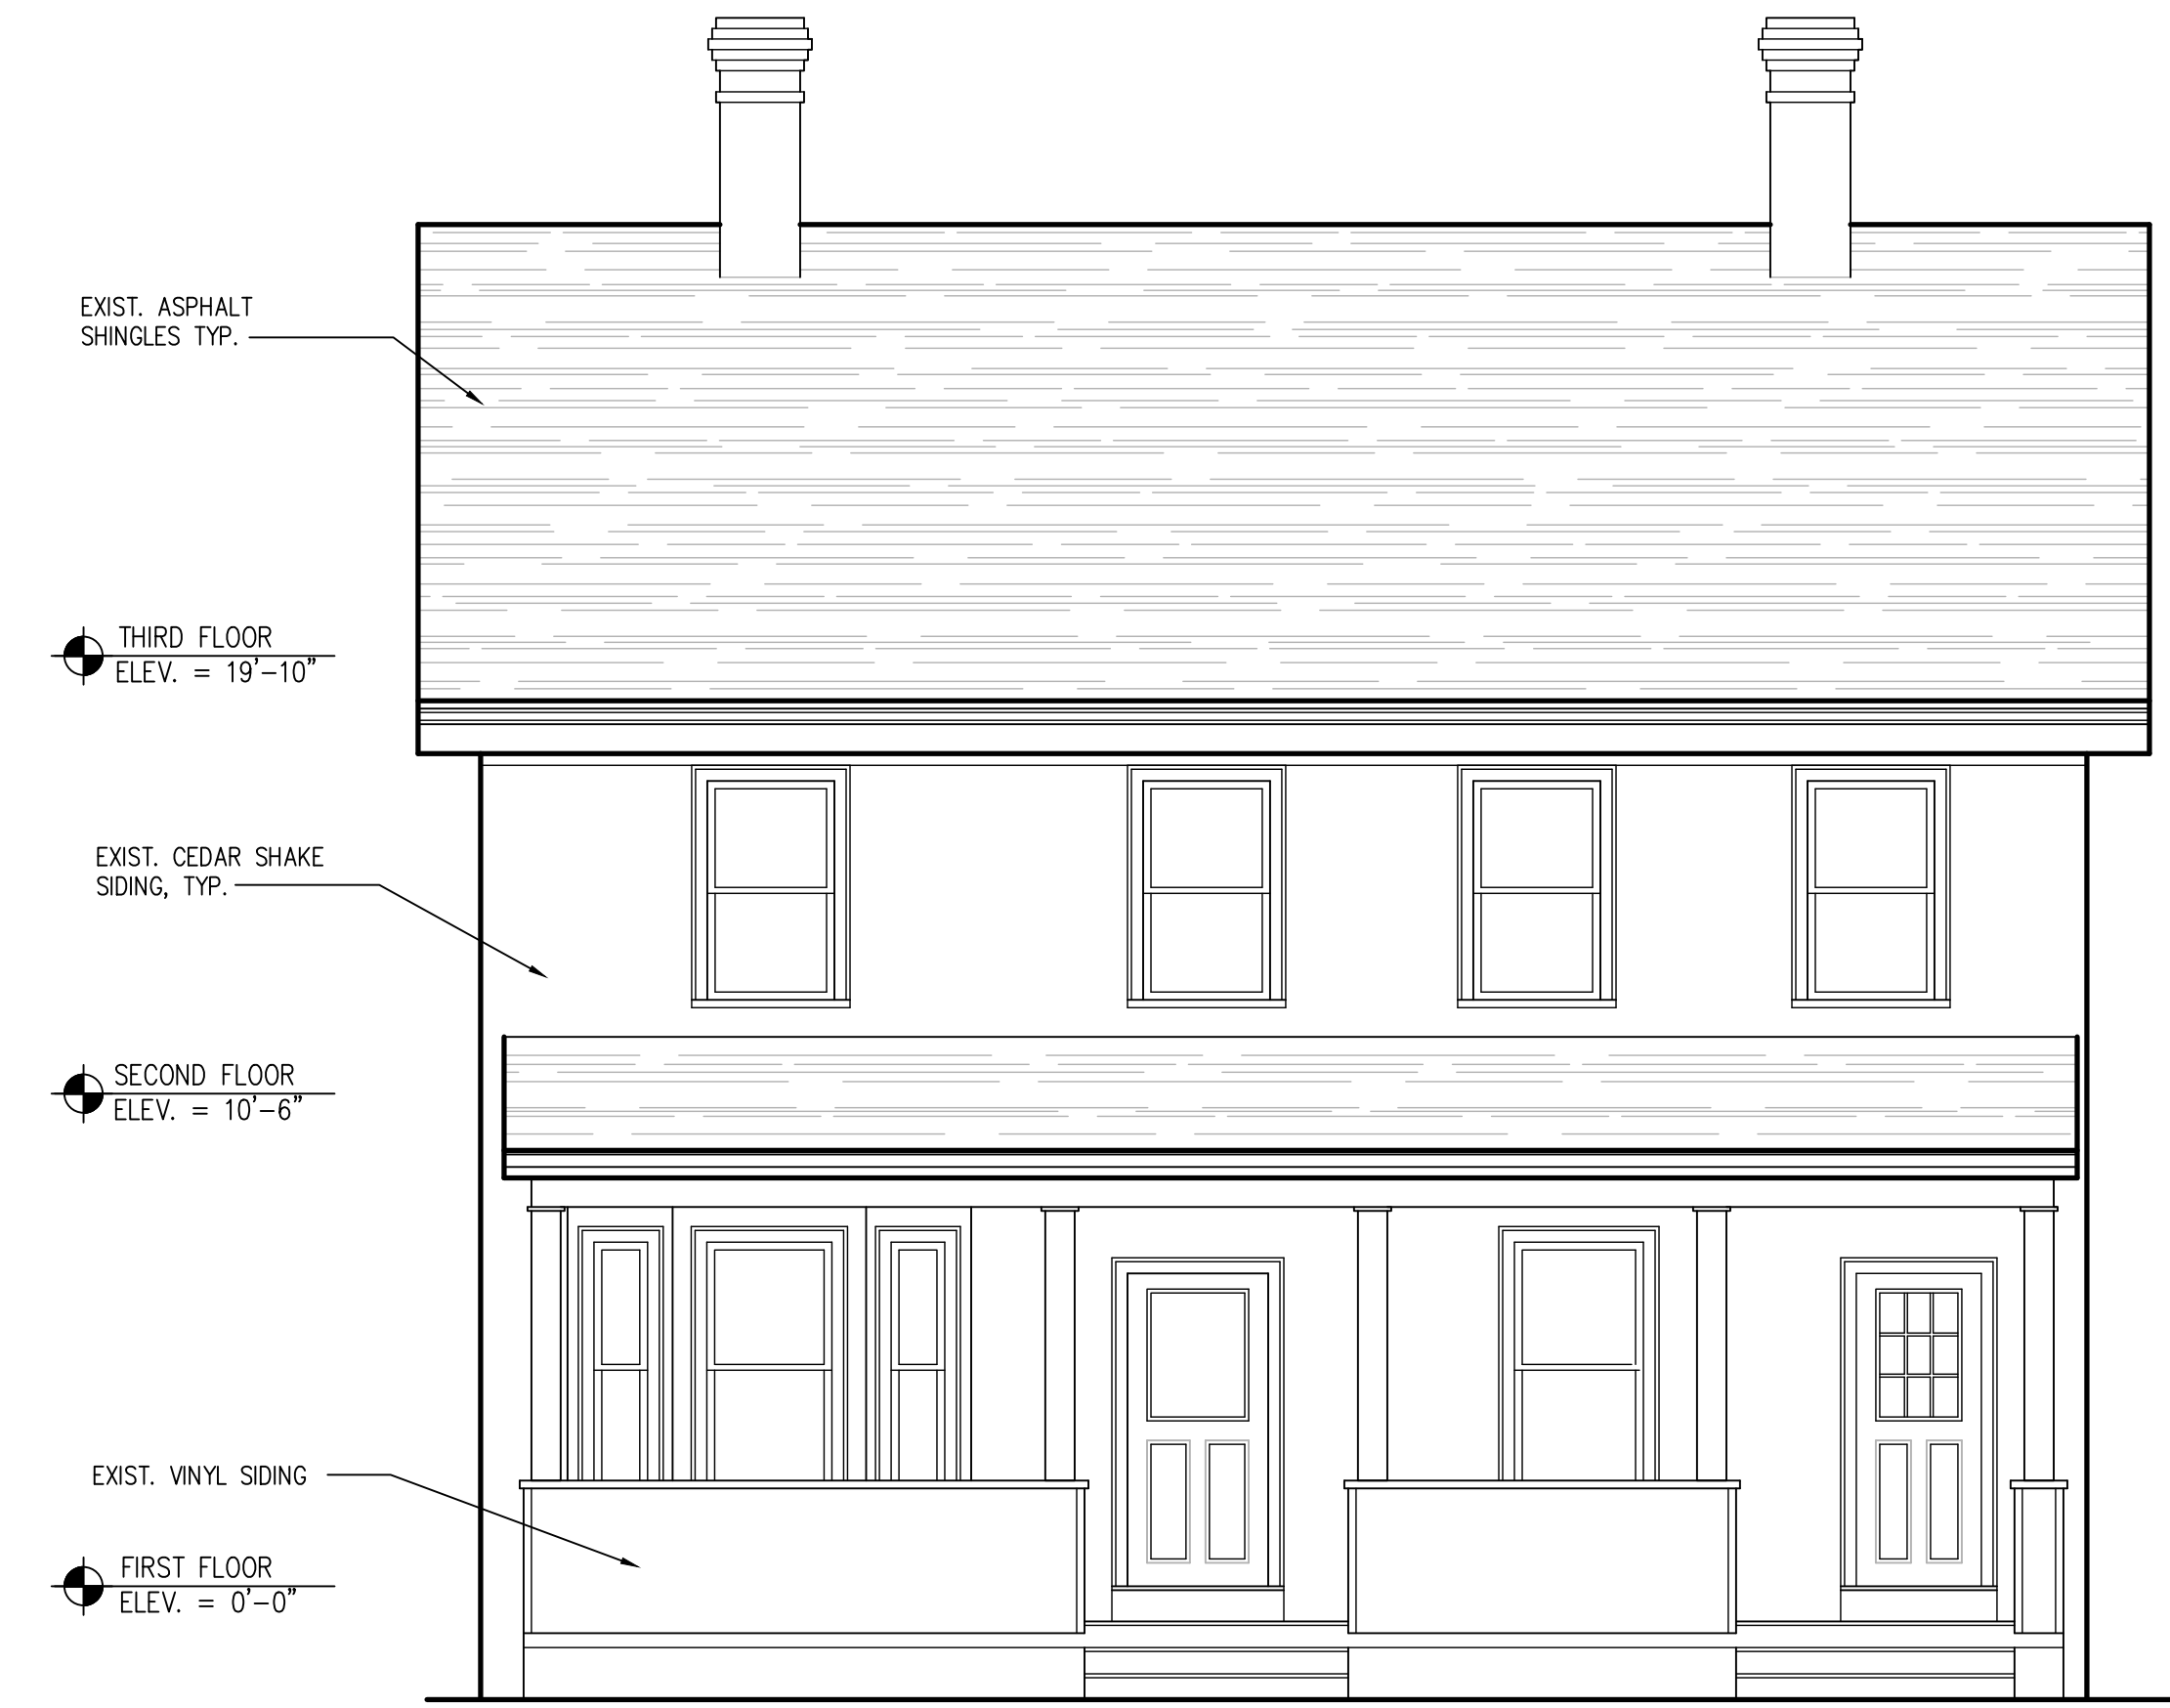 EXIST. ASPHALT
SHINGLES TYP.
THIRD FLOOR
ELEV. = 19'-10"
EXIST. CEDAR SHAKE
SIDING, TYP.
SECOND FLOOR
ELEV. = 10'-6"
EXIST. VINYL SIDING
FIRST FLOOR
ELEV. = 0'-0"